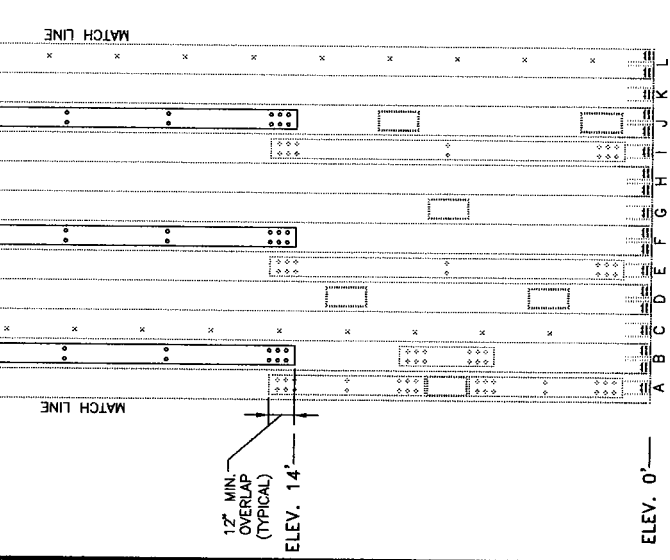 MATCH LINE
L
K
J
I
H
G
F
E
D
C
B
A
MATCH LINE
12" MIN.
OVERLAP
(TYPICAL)
ELEV. 14'
ELEV. 0'